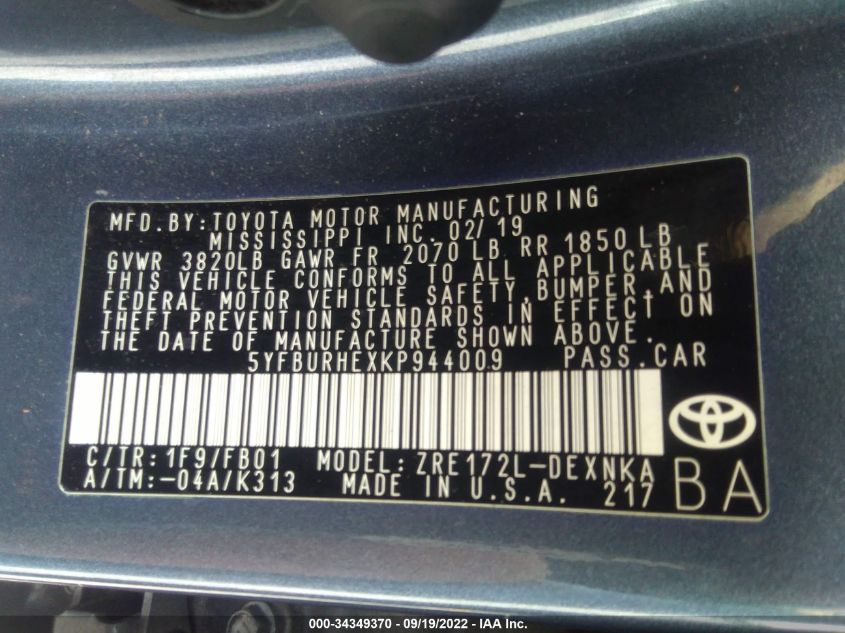 MFD.BY:TOYOTA MOTOR MANUFACTURING
MISSISSIPPI INC. 02/19
GVWR 3820LB GAWR FR 2070 LB RR 1850 LB
THIS VEHICLE CONFORMS TO ALL APPLICABLE
FEDERAL MOTOR VEHICLE SAFETY,BUMPER,AND
THEFT PREVENTION STANDARDS IN EFFECT ON
THE DATE OF MANUFACTURE SHOWN ABOVE.
5YFBURHEXKP944009 PASS.CAR
C/TR:1F9/FB01 MODEL:ZRE172L-DEXNKA
A/TM:-04A/K313 MADE IN U.S.A. 217
BA
000-34349370 - 09/19/2022 - IAA Inc.